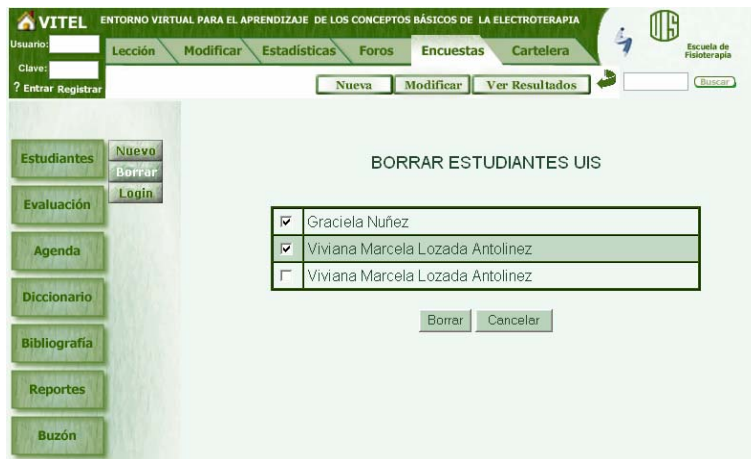 VITEL ENTORNO VIRTUAL PARA EL APRENDIZAJE DE LOS CONCEPTOS BÁSICOS DE LA ELECTROTERAPIA
UIS
Usuario:
Lección Modificar Estadísticas Foros Encuestas Cartelera
Escuela de
Fisioterapia
Clave:
? Entrar Registrar
Nueva Modificar Ver Resultados
Buscar
Estudiantes
Nuevo
Borrar
Login
BORRAR ESTUDIANTES UIS
Evaluación
Graciela Nuñez
Agenda
Viviana Marcela Lozada Antolinez
Viviana Marcela Lozada Antolinez
Diccionario
Borrar Cancelar
Bibliografía
Reportes
Buzón